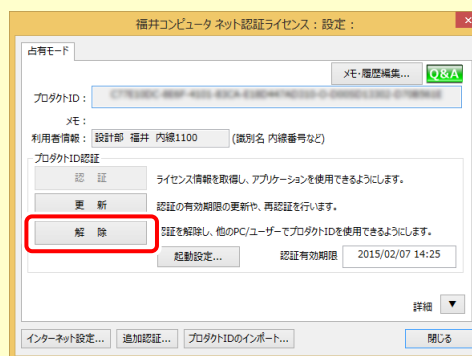 福井コンピュータ ネット認証ライセンス：設定：
占有モード
メモ・履歴編集... Q&A
プロダクトID：
メモ：
利用者情報： 設計部 福井 内線1100 (識別名 内線番号など)
プロダクトID認証
認 証 ライセンス情報を取得し、アプリケーションを使用できるようにします。
更 新 認証の有効期限の更新や、再認証を行います。
解 除 認証を解除し、他のPC/ユーザーでプロダクトIDを使用できるようにします。
起動設定... 認証有効期限 2015/02/07 14:25
詳細 ▼
インターネット設定... 追加認証... プロダクトIDのインポート... 閉じる